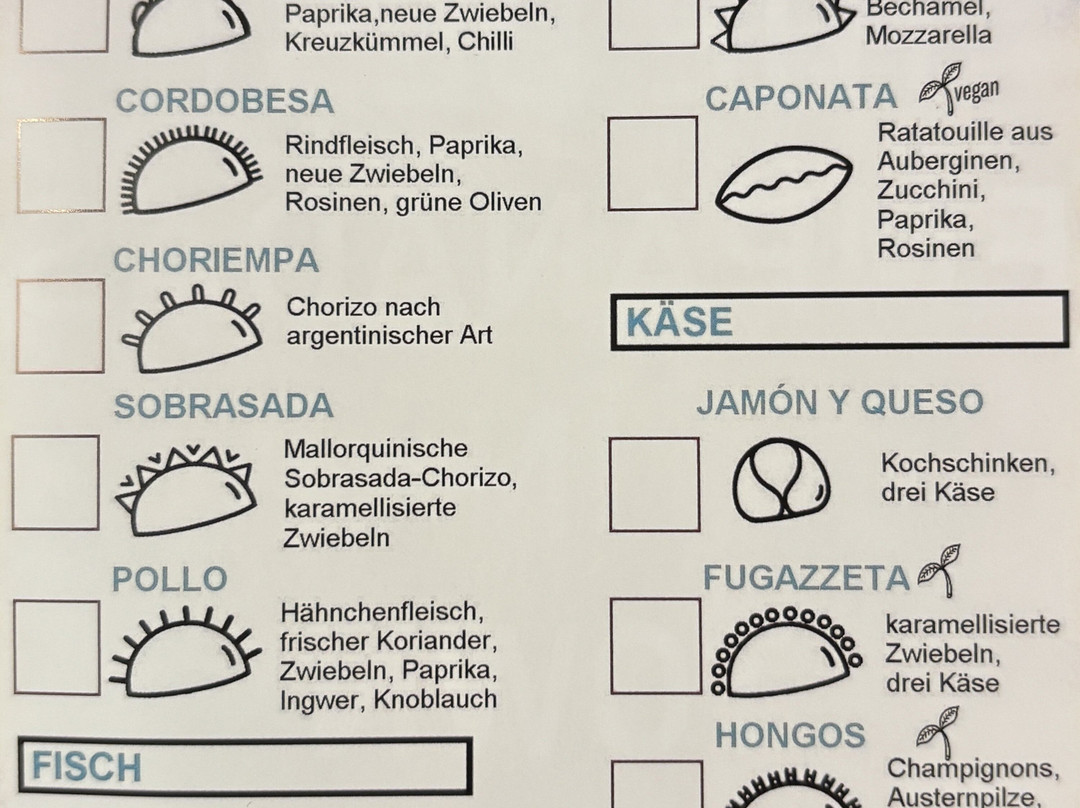 Paprika,neue Zwiebeln,
Kreuzkümmel, Chilli
CORDOBESA
Rindfleisch, Paprika,
neue Zwiebeln,
Rosinen, grüne Oliven
CHORIEMPA
Chorizo nach
argentinischer Art
SOBRASADA
Mallorquinische
Sobrasada-Chorizo,
karamellisierte
Zwiebeln
POLLO
Hähnchenfleisch,
frischer Koriander,
Zwiebeln, Paprika,
Ingwer, Knoblauch
FISCH
Bechamel,
Mozzarella
CAPONATA
vegan
Ratatouille aus
Auberginen,
Zucchini,
Paprika,
Rosinen
KÄSE
JAMÓN Y QUESO
Kochschinken,
drei Käse
FUGAZZETA
karamellisierte
Zwiebeln,
drei Käse
HONGOS
Champignons,
Austernpilze,